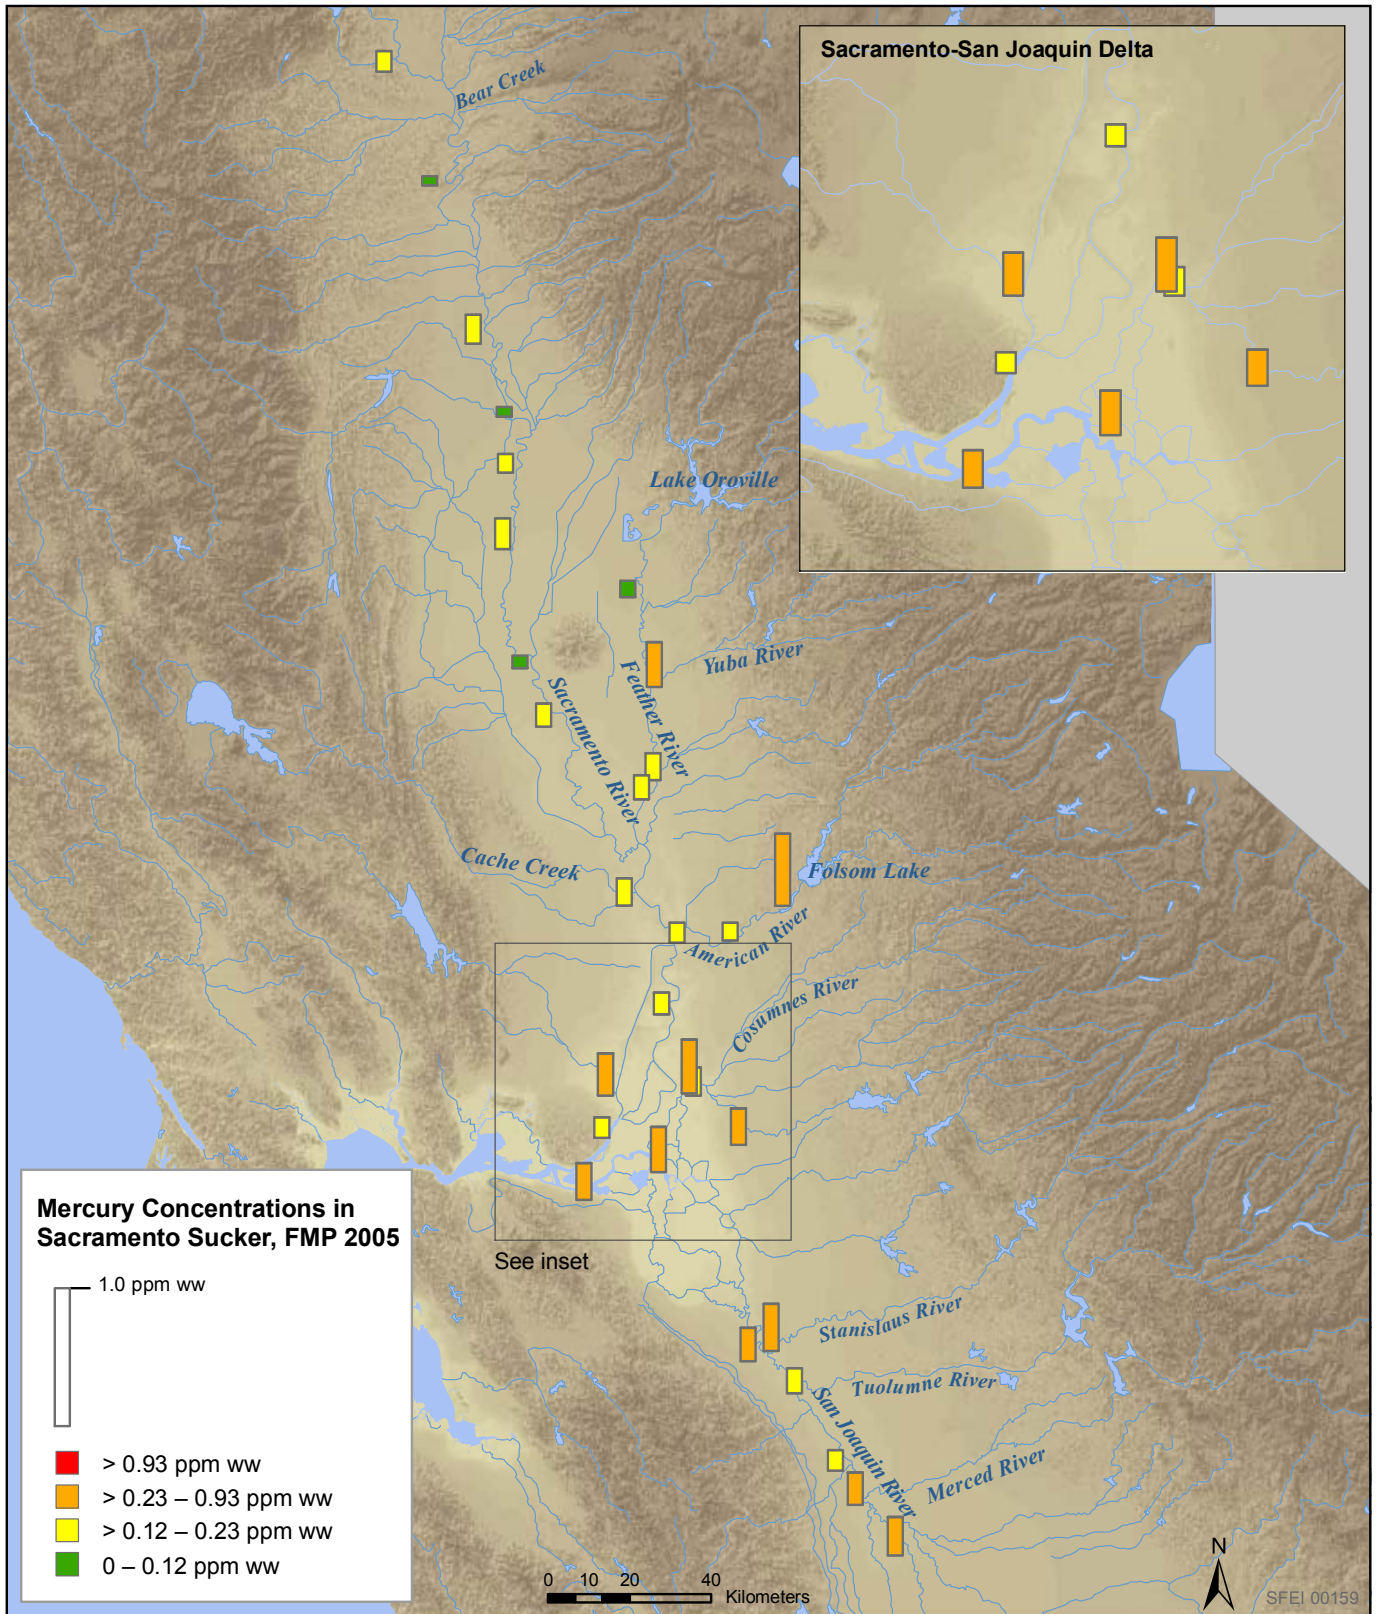 Sacramento-San Joaquin Delta
Bear Creek
Lake Oroville
Yuba River
Feather River
Sacramento River
Cache Creek
Folsom Lake
American River
Cosumnes River
See inset
Mercury Concentrations in
Sacramento Sucker, FMP 2005
1.0 ppm ww
> 0.93 ppm ww
> 0.23 – 0.93 ppm ww
> 0.12 – 0.23 ppm ww
0 – 0.12 ppm ww
Stanislaus River
Tuolumne River
San Joaquin River
Merced River
0 10 20 40
Kilometers
N
SFEI 00159